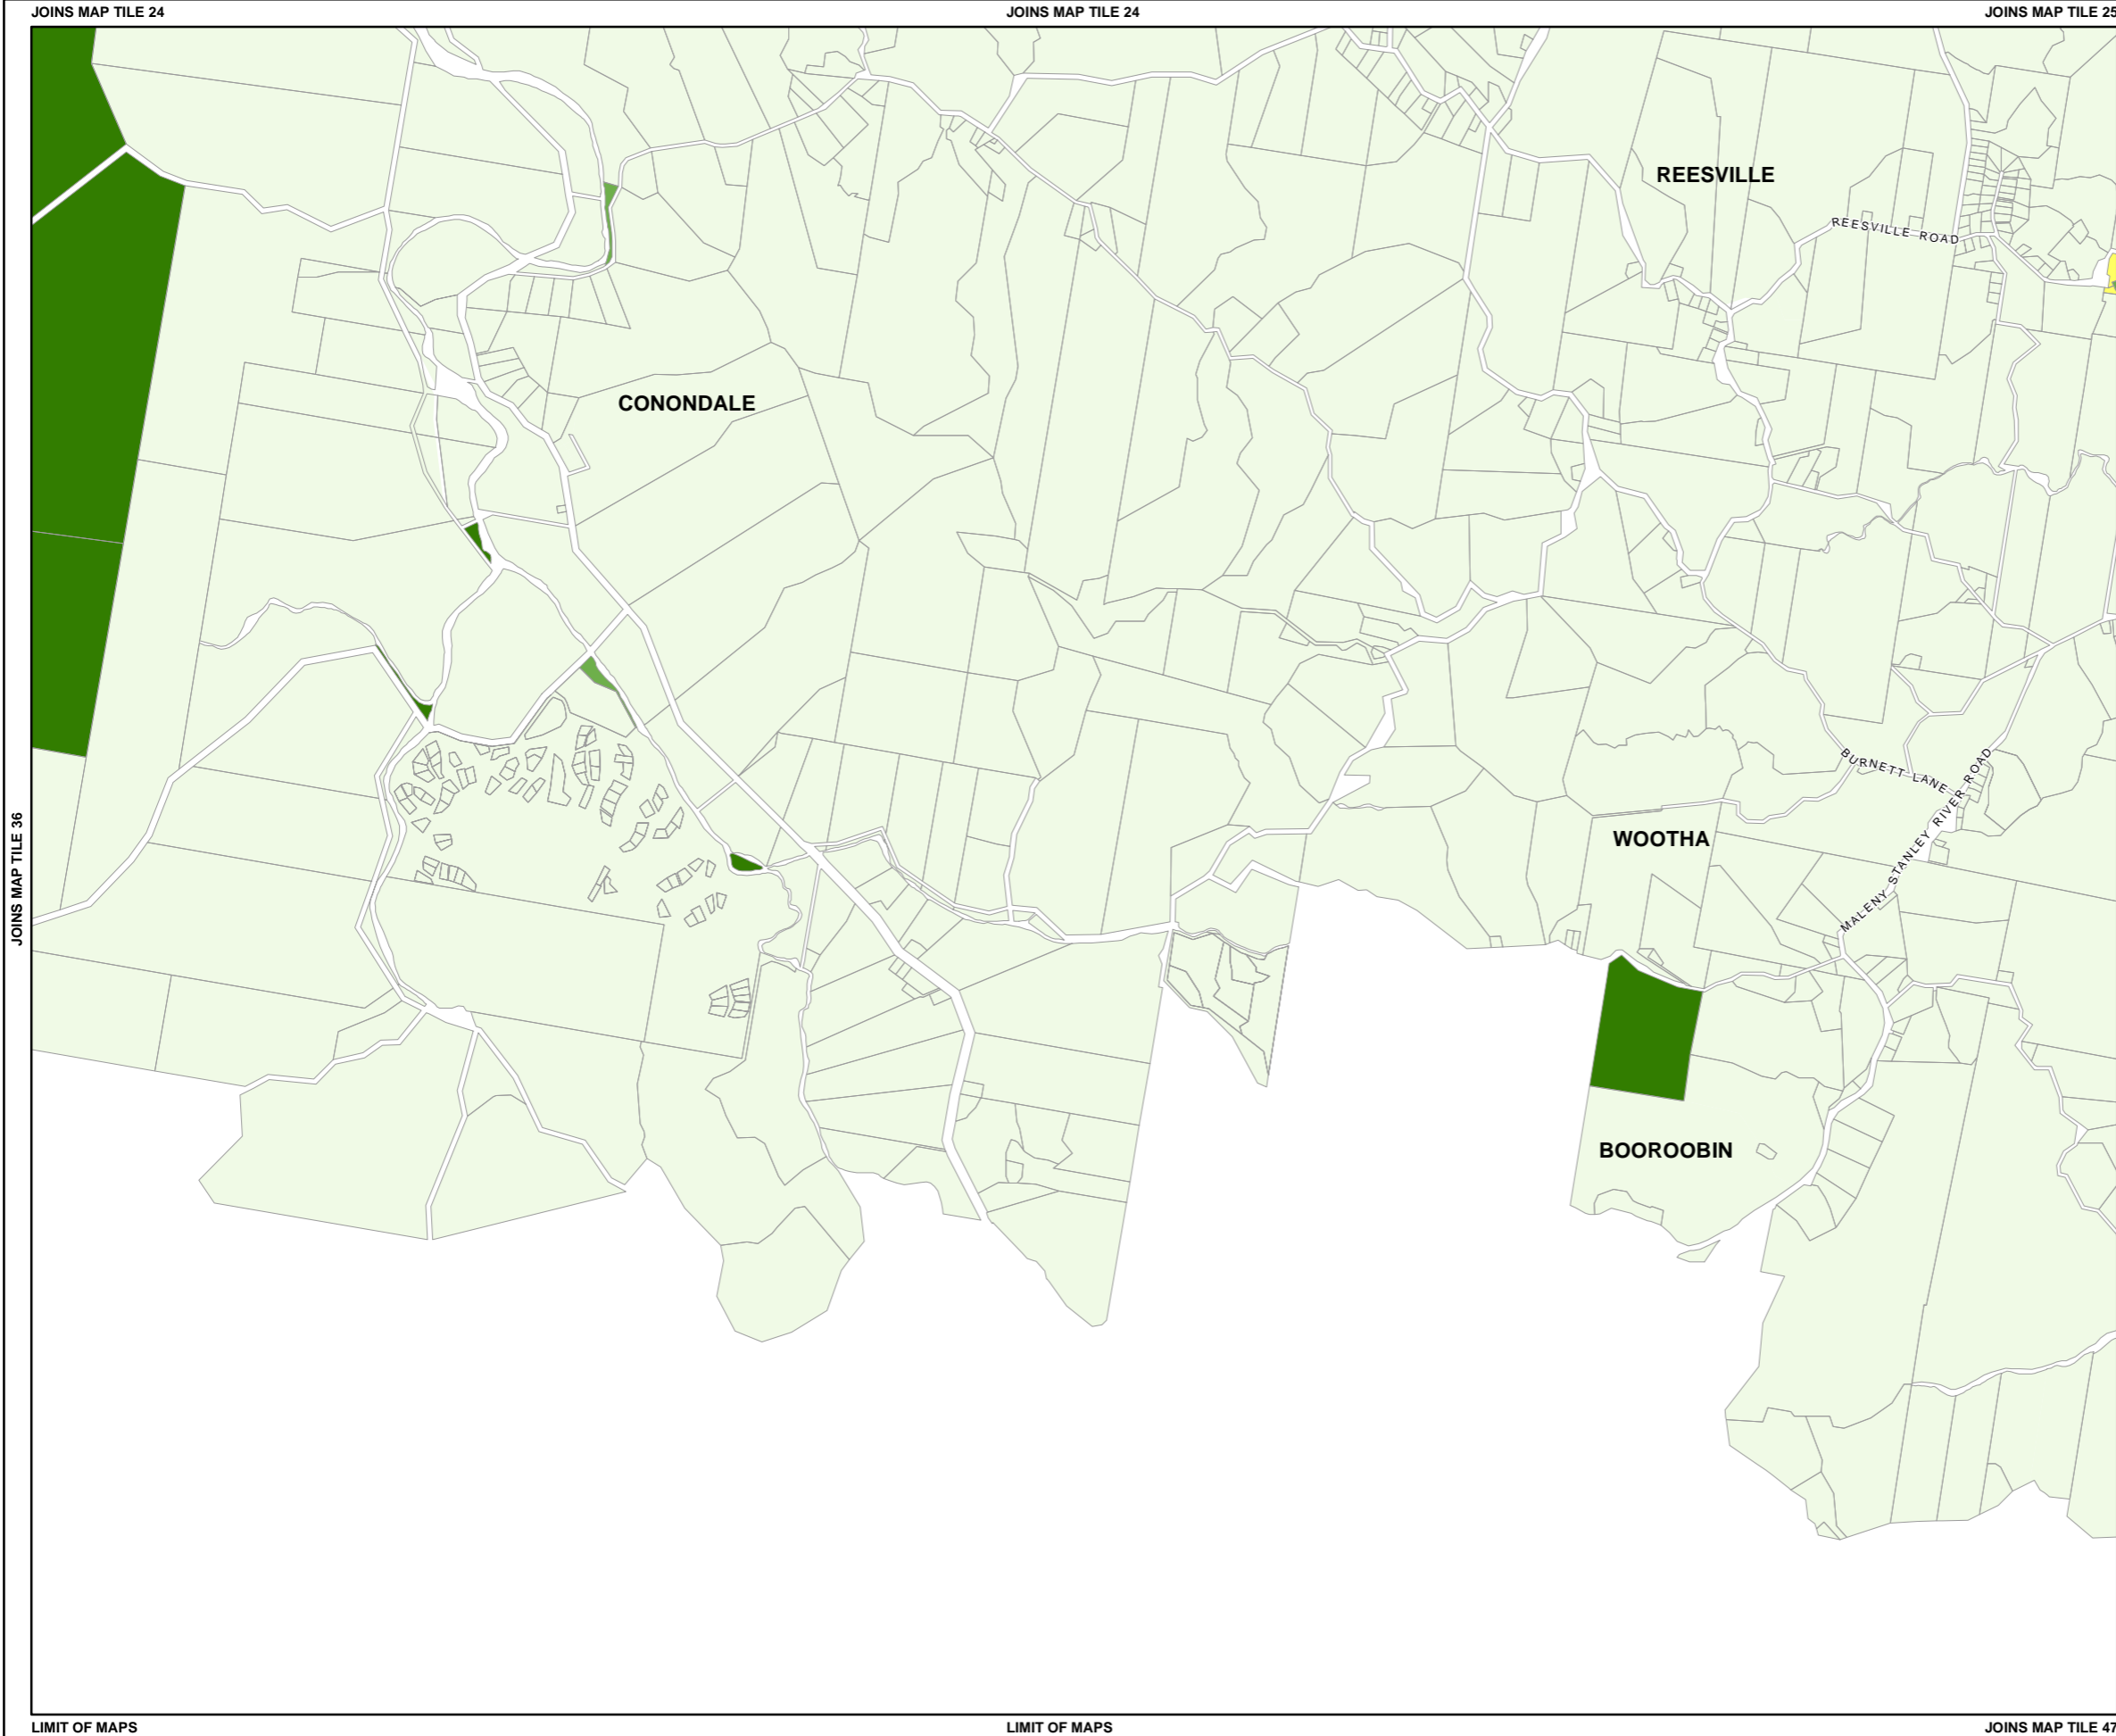 JOINS MAP TILE 24
JOINS MAP TILE 24
JOINS MAP TILE 25
REESVILLE
REESVILLE ROAD
CONONDALE
BURNETT LANE
MALENY STANLEY RIVER ROAD
WOOTHA
JOINS MAP TILE 36
BOOROOBIN
LIMIT OF MAPS
LIMIT OF MAPS
JOINS MAP TILE 47